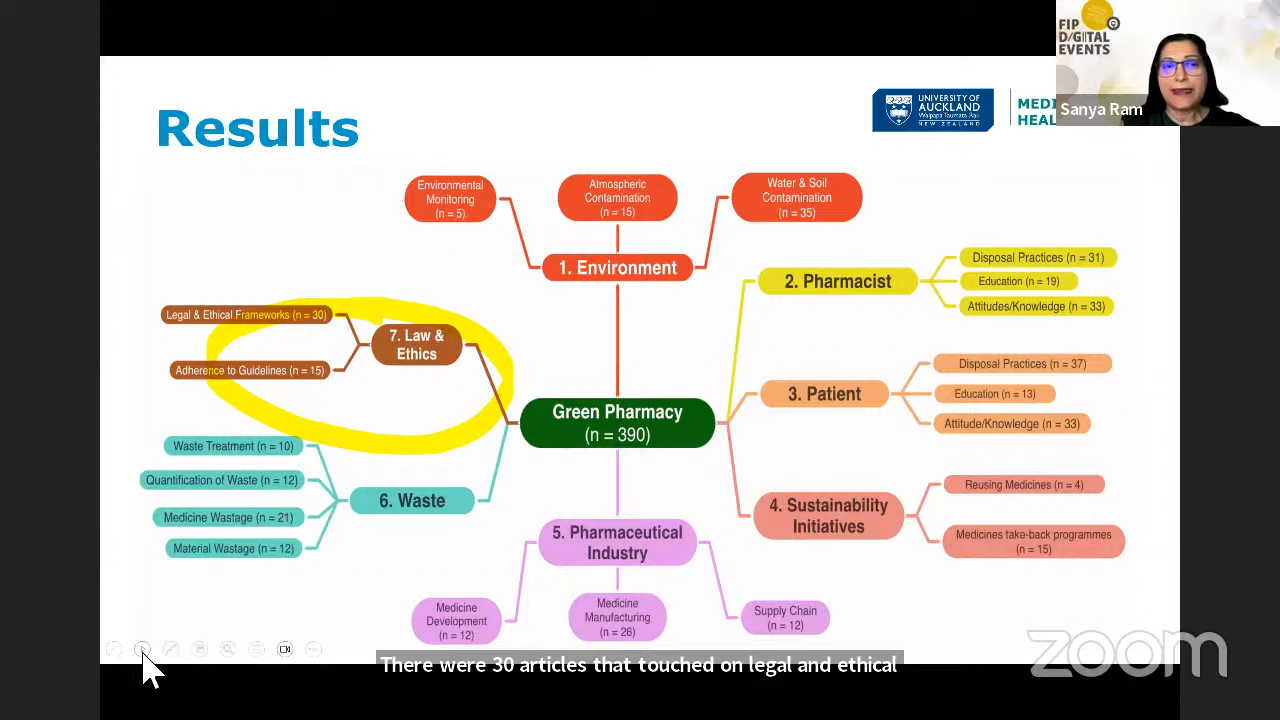 FIP
DIGITAL
EVENTS
Sanya Ram
Results
UNIVERSITY OF
AUCKLAND
Waipapa Taumata Rau
NEW ZEALAND
MEDI
HEAL
Environmental
Monitoring
(n = 5)
Atmospheric
Contamination
(n = 15)
Water & Soil
Contamination
(n = 35)
1. Environment
2. Pharmacist
Disposal Practices (n = 31)
Education (n = 19)
Attitudes/Knowledge (n = 33)
Legal & Ethical Frameworks (n = 30)
7. Law &
Ethics
Adherence to Guidelines (n = 15)
3. Patient
Disposal Practices (n = 37)
Education (n = 13)
Attitude/Knowledge (n = 33)
Green Pharmacy
(n = 390)
Waste Treatment (n = 10)
Quantification of Waste (n = 12)
Medicine Wastage (n = 21)
Material Wastage (n = 12)
6. Waste
4. Sustainability
Initiatives
Reusing Medicines (n = 4)
Medicines take-back programmes
(n = 15)
5. Pharmaceutical
Industry
Medicine
Development
(n = 12)
Medicine
Manufacturing
(n = 26)
Supply Chain
(n = 12)
zoom
There were 30 articles that touched on legal and ethical